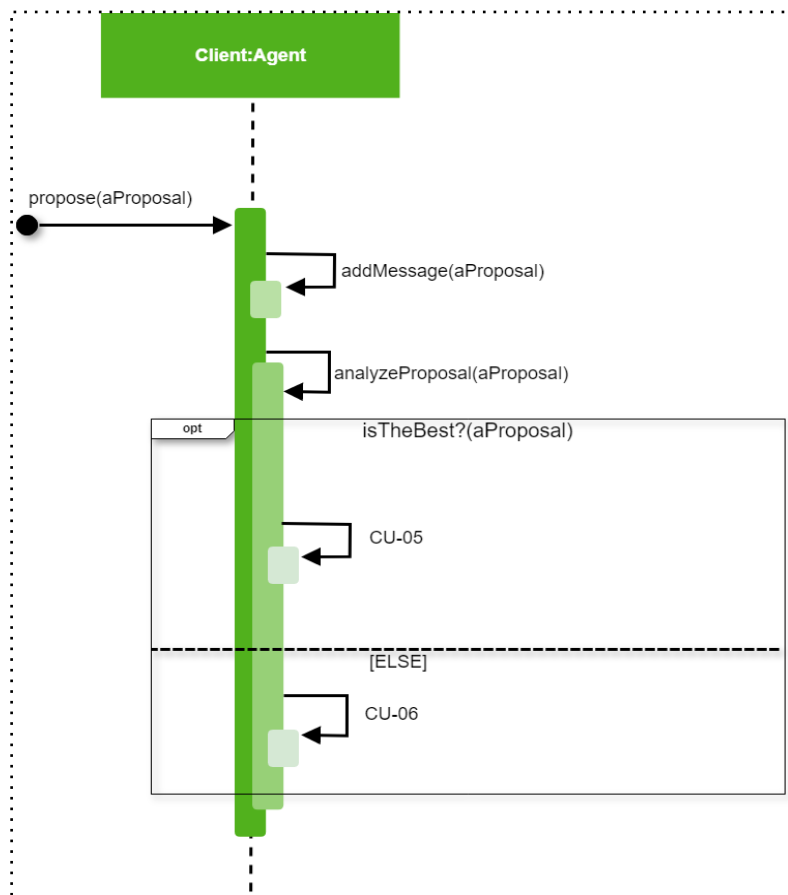 Client:Agent
propose(aProposal)
addMessage(aProposal)
analyzeProposal(aProposal)
opt
isTheBest?(aProposal)
CU-05
[ELSE]
CU-06